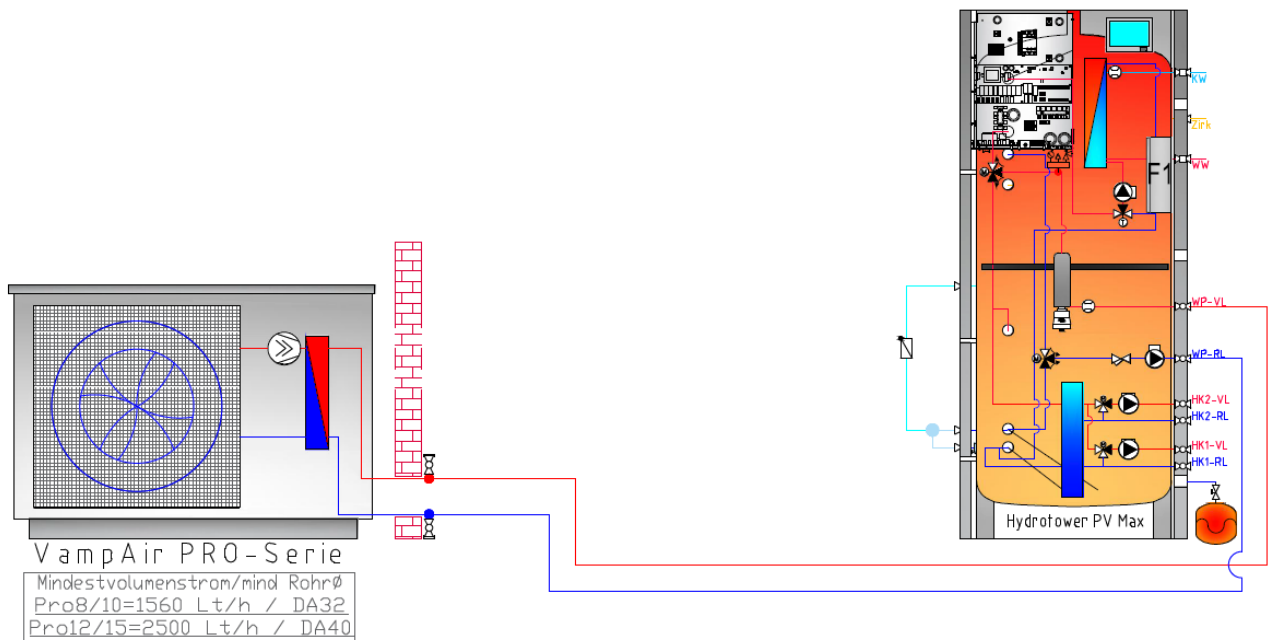 KW
Zirk
WW
F1
WP-VL
WP-RL
HK2-VL
HK2-RL
HK1-VL
HK1-RL
Hydrotower PV Max
VampAir PRO-Serie
Mindestvolumenstrom/mind RohrØ
Pro8/10=1560 Lt/h / DA32
Pro12/15=2500 Lt/h / DA40